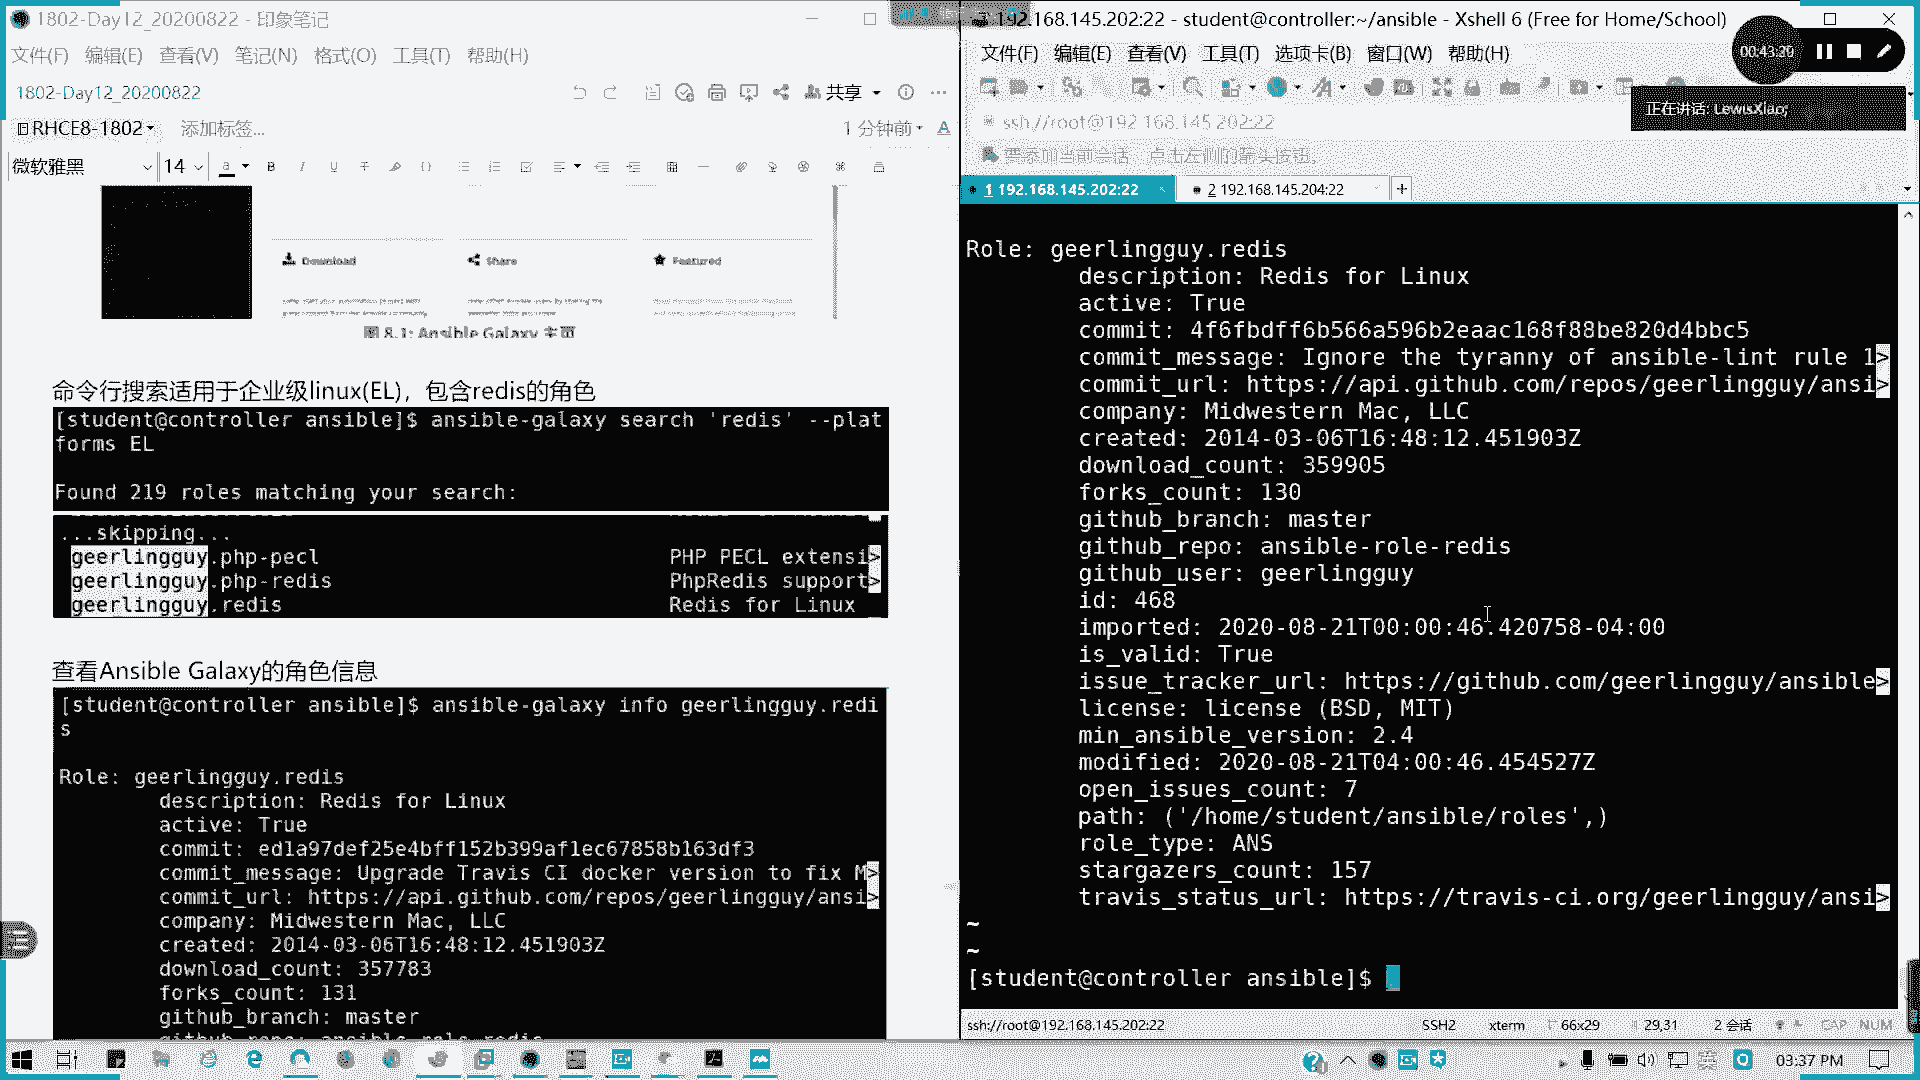 1802-Day12_20200822 - 印象笔记
文件(F) 编辑(E) 查看(V) 笔记(N) 格式(O) 工具(T) 帮助(H)
1802-Day12_20200822
共享
RHCE8-1802
添加标签...
1 分钟前
微软雅黑
14
Download
Share
Featured
图 8.1: Ansible Galaxy 主页
命令行搜索适用于企业级linux(EL)，包含redis的角色
[student@controller ansible]$ ansible-galaxy search 'redis' --plat
forms EL
Found 219 roles matching your search:
...skipping...
geerlingguy.php-pecl PHP PECL extensi>
geerlingguy.php-redis PhpRedis support>
geerlingguy.redis Redis for Linux
查看Ansible Galaxy的角色信息
[student@controller ansible]$ ansible-galaxy info geerlingguy.redi
s
Role: geerlingguy.redis
description: Redis for Linux
active: True
commit: ed1a97def25e4bff152b399af1ec67858b163df3
commit_message: Upgrade Travis CI docker version to fix M>
commit_url: https://api.github.com/repos/geerlingguy/ansi>
company: Midwestern Mac, LLC
created: 2014-03-06T16:48:12.451903Z
download_count: 357783
forks_count: 131
github_branch: master
github_repo: ansible-role-redis
192.168.145.202:22 - student@controller:~/ansible - Xshell 6 (Free for Home/School)
文件(F) 编辑(E) 查看(V) 工具(T) 选项卡(B) 窗口(W) 帮助(H)
00:43:20
正在讲话: LewisXiao;
ssh://root@192.168.145.202:22
要添加当前会话，点击左侧的箭头按钮。
1 192.168.145.202:22
2 192.168.145.204:22
Role: geerlingguy.redis
description: Redis for Linux
active: True
commit: 4f6fbdff6b566a596b2eaac168f88be820d4bbc5
commit_message: Ignore the tyranny of ansible-lint rule 1>
commit_url: https://api.github.com/repos/geerlingguy/ansi>
company: Midwestern Mac, LLC
created: 2014-03-06T16:48:12.451903Z
download_count: 359905
forks_count: 130
github_branch: master
github_repo: ansible-role-redis
github_user: geerlingguy
id: 468
imported: 2020-08-21T00:00:46.420758-04:00
is_valid: True
issue_tracker_url: https://github.com/geerlingguy/ansible>
license: license (BSD, MIT)
min_ansible_version: 2.4
modified: 2020-08-21T04:00:46.454527Z
open_issues_count: 7
path: ('/home/student/ansible/roles',)
role_type: ANS
stargazers_count: 157
travis_status_url: https://travis-ci.org/geerlingguy/ansi>
~
~
[student@controller ansible]$
ssh://root@192.168.145.202:22
SSH2 xterm 66x29 29,31 2 会话 CAP NUM
03:37 PM